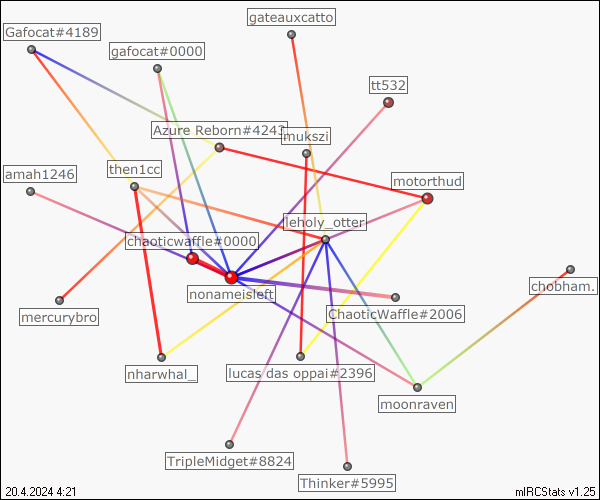 gateauxcatto
Gafocat#4189
gafocat#0000
tt532
Azure Reborn#4243
mukszi
amah1246
then1cc
motorthud
leholy_otter
chaoticwaffle#0000
nonameisleft
chobham.
mercurybro
ChaoticWaffle#2006
nharwhal_
lucas das oppai#2396
moonraven
TripleMidget#8824
Thinker#5995
20.4.2024 4:21
mIRCStats v1.25